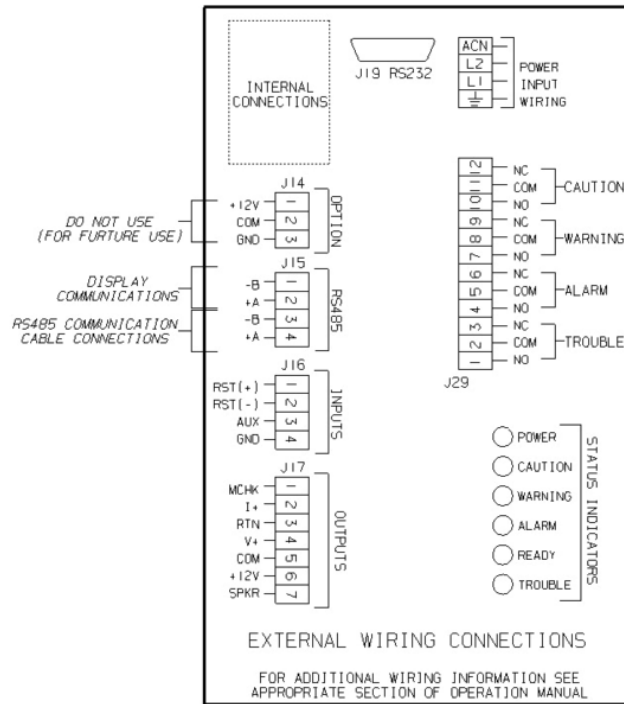 INTERNAL
CONNECTIONS
J19 RS232
ACN
L2
L1
POWER
INPUT
WIRING
J14
+12V 1
COM 2
GND 3
OPTION
DO NOT USE
(FOR FURTURE USE)
J15
-B 1
+A 2
-B 3
+A 4
RS485
DISPLAY
COMMUNICATIONS
RS485 COMMUNICATION
CABLE CONNECTIONS
J16
RST(+) 1
RST(-) 2
AUX 3
GND 4
INPUTS
J17
MCHK 1
I+ 2
RTN 3
V+ 4
COM 5
+12V 6
SPKR 7
OUTPUTS
12 NC
11 COM
10 NO
CAUTION
9 NC
8 COM
7 NO
WARNING
6 NC
5 COM
4 NO
ALARM
3 NC
2 COM
1 NO
TROUBLE
J29
POWER
CAUTION
WARNING
ALARM
READY
TROUBLE
STATUS INDICATORS
EXTERNAL WIRING CONNECTIONS
FOR ADDITIONAL WIRING INFORMATION SEE
APPROPRIATE SECTION OF OPERATION MANUAL